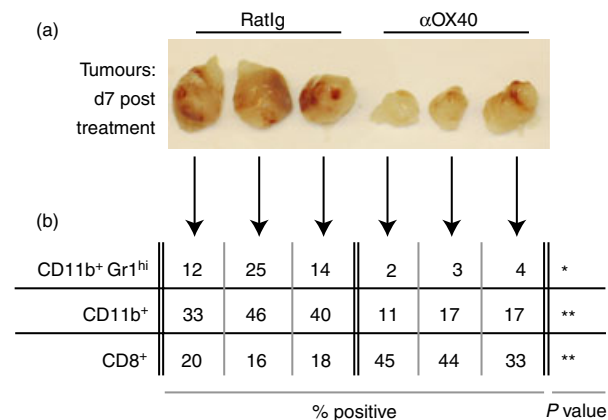 (a)
RatIg αOX40
Tumours:
d7 post
treatment
(b)
CD11b+ Gr1hi 12 25 14 2 3 4 *
CD11b+ 33 46 40 11 17 17 **
CD8+ 20 16 18 45 44 33 **
% positive P value